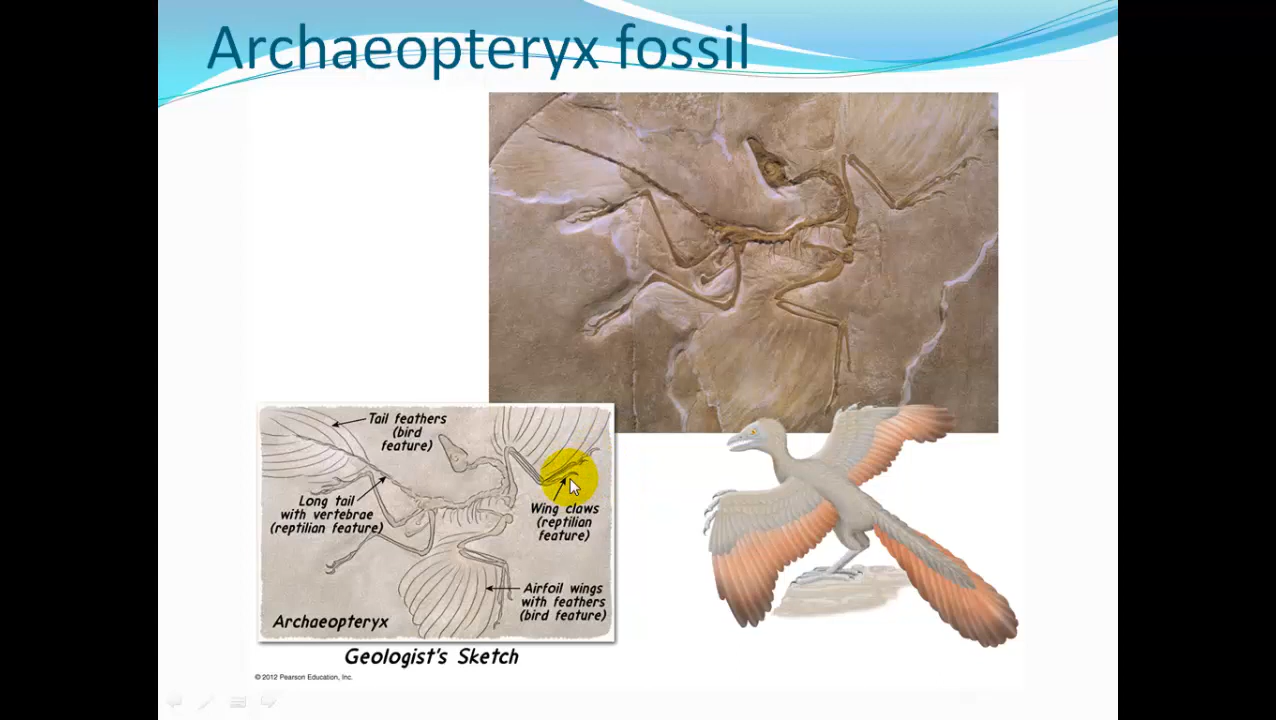 Archaeopteryx fossil
Tail feathers
(bird
feature)
Long tail
with vertebrae
(reptilian feature)
Wing claws
(reptilian
feature)
Airfoil wings
with feathers
(bird feature)
Archaeopteryx
Geologist's Sketch
© 2012 Pearson Education, Inc.